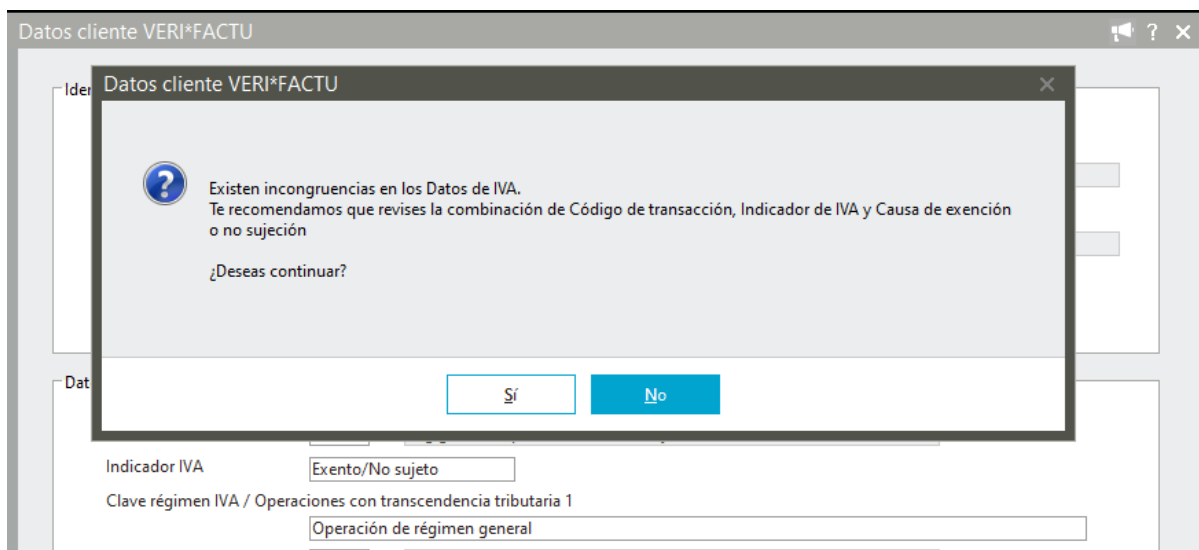 Datos cliente VERI*FACTU
?
Datos cliente VERI*FACTU
Iden
Existen incongruencias en los Datos de IVA.
Te recomendamos que revises la combinación de Código de transacción, Indicador de IVA y Causa de exención
o no sujeción
¿Deseas continuar?
Sí No
Dat
Indicador IVA Exento/No sujeto
Clave régimen IVA / Operaciones con transcendencia tributaria 1
Operación de régimen general